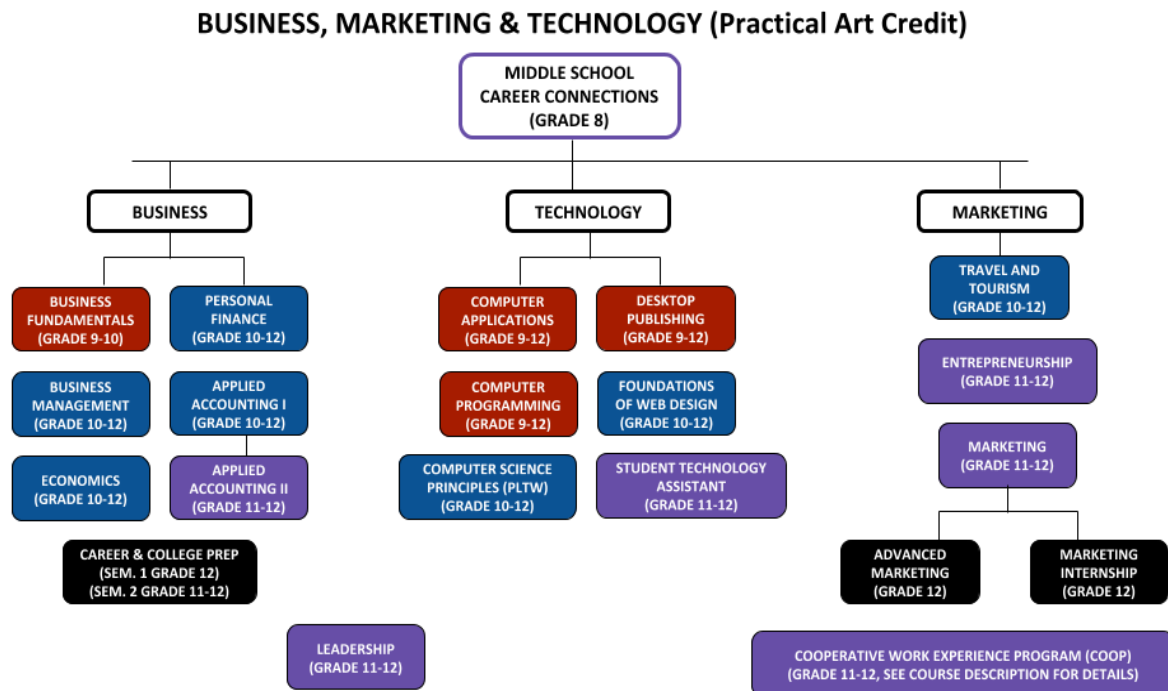 BUSINESS, MARKETING & TECHNOLOGY (Practical Art Credit)
MIDDLE SCHOOL
CAREER CONNECTIONS
(GRADE 8)
BUSINESS
TECHNOLOGY
MARKETING
BUSINESS
FUNDAMENTALS
(GRADE 9-10)
PERSONAL
FINANCE
(GRADE 10-12)
BUSINESS
MANAGEMENT
(GRADE 10-12)
APPLIED
ACCOUNTING I
(GRADE 10-12)
ECONOMICS
(GRADE 10-12)
APPLIED
ACCOUNTING II
(GRADE 11-12)
CAREER & COLLEGE PREP
(SEM. 1 GRADE 12)
(SEM. 2 GRADE 11-12)
COMPUTER
APPLICATIONS
(GRADE 9-12)
DESKTOP
PUBLISHING
(GRADE 9-12)
COMPUTER
PROGRAMMING
(GRADE 9-12)
FOUNDATIONS
OF WEB DESIGN
(GRADE 10-12)
COMPUTER SCIENCE
PRINCIPLES (PLTW)
(GRADE 10-12)
STUDENT TECHNOLOGY
ASSISTANT
(GRADE 11-12)
TRAVEL AND
TOURISM
(GRADE 10-12)
ENTREPRENEURSHIP
(GRADE 11-12)
MARKETING
(GRADE 11-12)
ADVANCED
MARKETING
(GRADE 12)
MARKETING
INTERNSHIP
(GRADE 12)
LEADERSHIP
(GRADE 11-12)
COOPERATIVE WORK EXPERIENCE PROGRAM (COOP)
(GRADE 11-12, SEE COURSE DESCRIPTION FOR DETAILS)